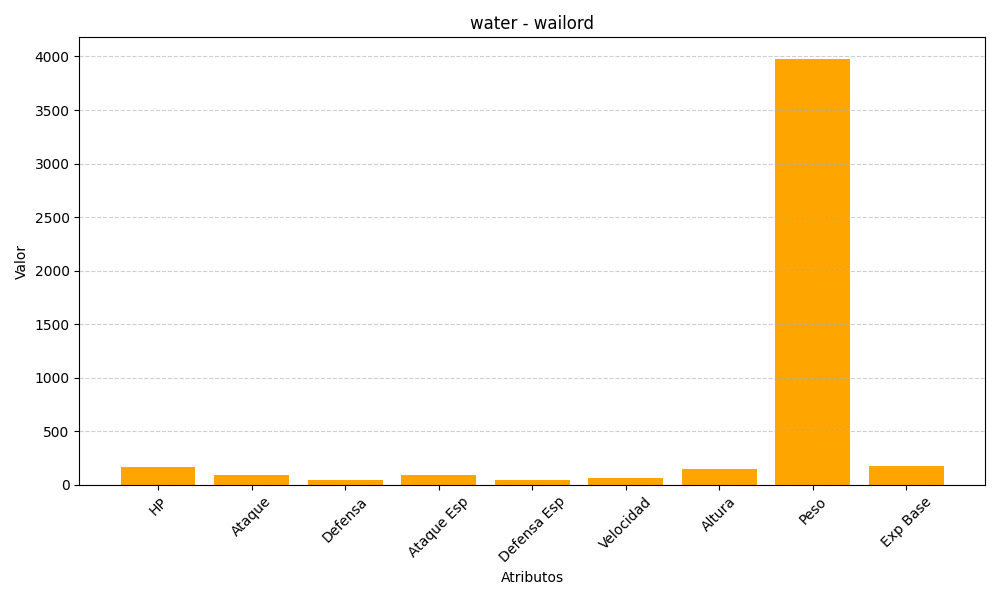 water - wailord
4000
3500
3000
2500
2000
1500
1000
500
0
Valor
HP
Ataque
Defensa
Ataque Esp
Defensa Esp
Velocidad
Altura
Peso
Exp Base
Atributos